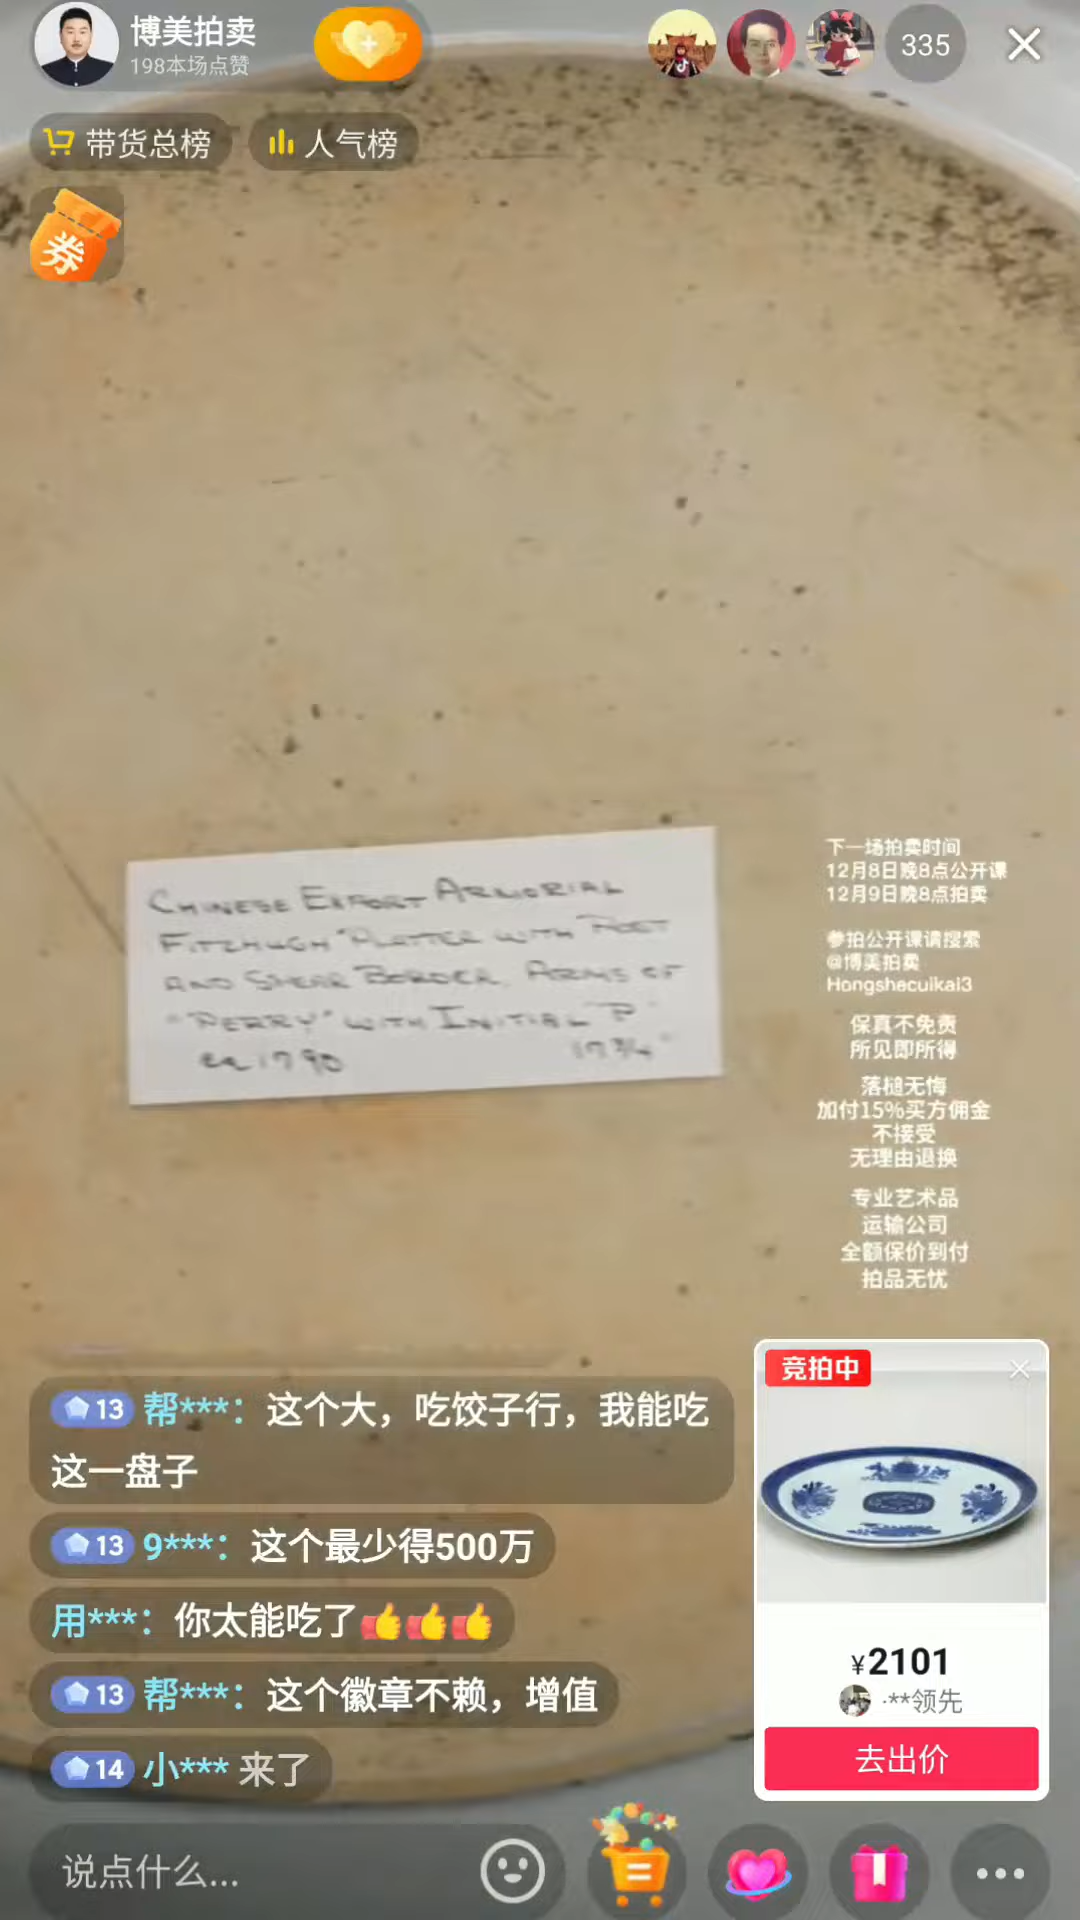 博美拍卖
198本场点赞
335
带货总榜
人气榜
券
CHINESE EXPORT ARMORIAL
FITZHUGH "PLATTER WITH POET
AND SPEAR BORDER. ARMS OF
"PERRY" WITH INITIAL "P"
ca 1790 17 3/4"
下一场拍卖时间
12月8日晚8点公开课
12月9日晚8点拍卖
参拍公开课请搜索
@博美拍卖
Hongshecuikai3
保真不免责
所见即所得
落槌无悔
加付15%买方佣金
不接受
无理由退换
专业艺术品
运输公司
全额保价到付
拍品无忧
13 帮***：这个大，吃饺子行，我能吃
这一盘子
13 9***：这个最少得500万
用***：你太能吃了
13 帮***：这个徽章不赖，增值
14 小*** 来了
竞拍中
¥2101
·**领先
去出价
说点什么...